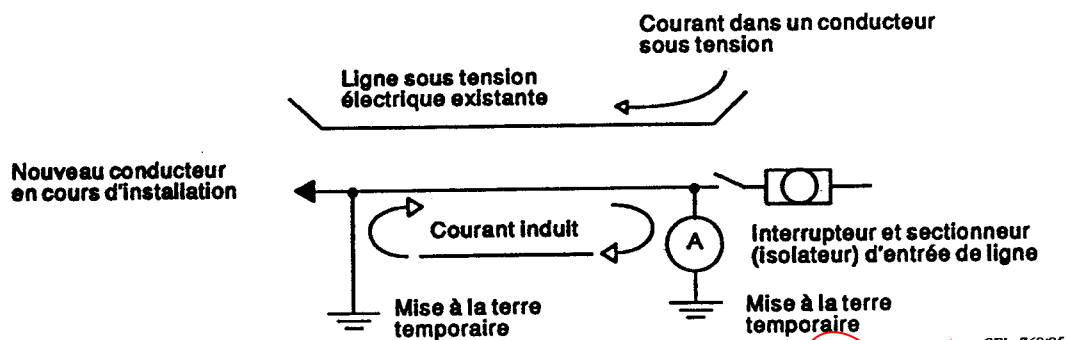 Courant dans un conducteur
sous tension
Ligne sous tension
électrique existante
Nouveau conducteur
en cours d'installation
Courant induit
A
Interrupteur et sectionneur
(isolateur) d'entrée de ligne
Mise à la terre
temporaire
Mise à la terre
temporaire